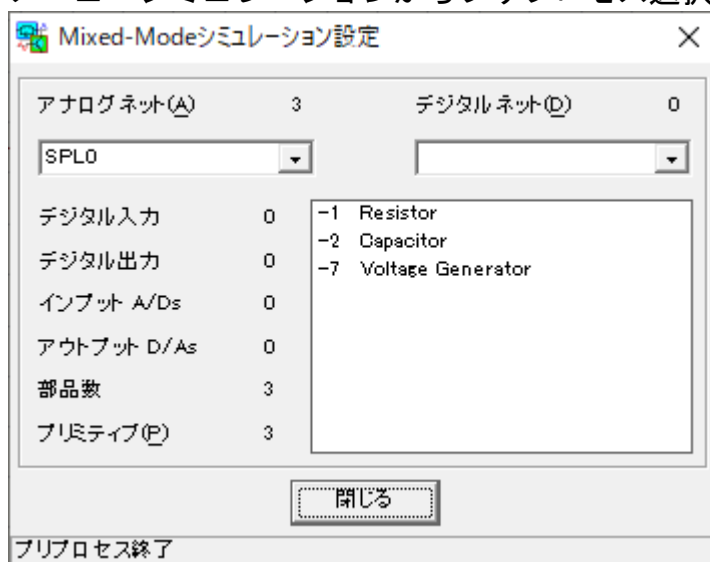 Mixed-Modeシミュレーション設定
アナログネット(A) 3 デジタルネット(D) 0
SPL0
デジタル入力 0
デジタル出力 0
インプット A/Ds 0
アウトプット D/As 0
部品数 3
プリミティブ(P) 3
-1 Resistor
-2 Capacitor
-7 Voltage Generator
閉じる
プリプロセス終了